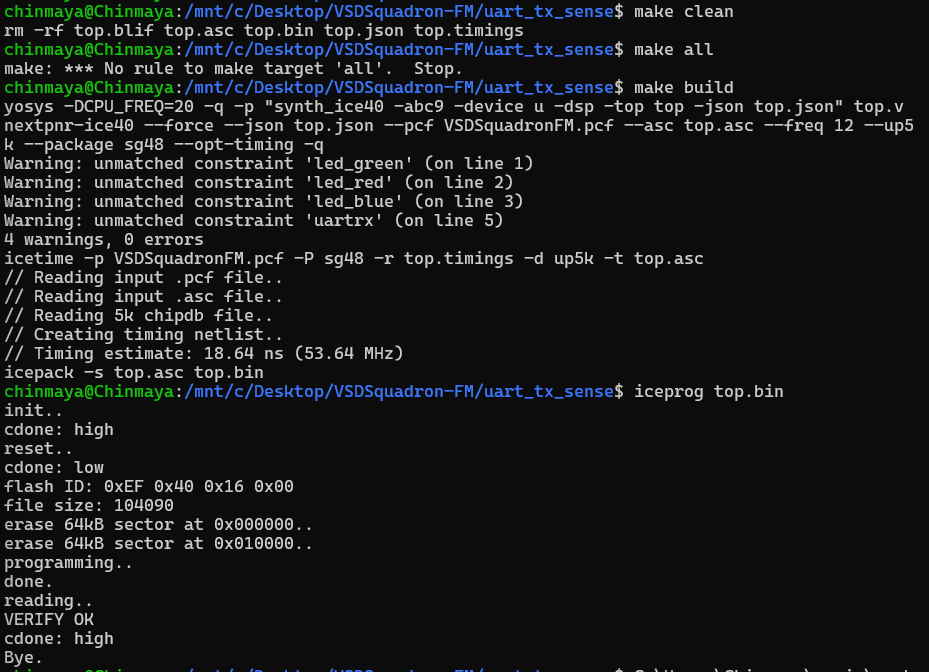 chinmaya@Chinmaya:/mnt/c/Desktop/VSDSquadron-FM/uart_tx_sense$ make clean
rm -rf top.blif top.asc top.bin top.json top.timings
chinmaya@Chinmaya:/mnt/c/Desktop/VSDSquadron-FM/uart_tx_sense$ make all
make: *** No rule to make target 'all'.  Stop.
chinmaya@Chinmaya:/mnt/c/Desktop/VSDSquadron-FM/uart_tx_sense$ make build
yosys -DCPU_FREQ=20 -q -p "synth_ice40 -abc9 -device u -dsp -top top -json top.json" top.v
nextpnr-ice40 --force --json top.json --pcf VSDSquadronFM.pcf --asc top.asc --freq 12 --up5
k --package sg48 --opt-timing -q
Warning: unmatched constraint 'led_green' (on line 1)
Warning: unmatched constraint 'led_red' (on line 2)
Warning: unmatched constraint 'led_blue' (on line 3)
Warning: unmatched constraint 'uartrx' (on line 5)
4 warnings, 0 errors
icetime -p VSDSquadronFM.pcf -P sg48 -r top.timings -d up5k -t top.asc
// Reading input .pcf file..
// Reading input .asc file..
// Reading 5k chipdb file..
// Creating timing netlist..
// Timing estimate: 18.64 ns (53.64 MHz)
icepack -s top.asc top.bin
chinmaya@Chinmaya:/mnt/c/Desktop/VSDSquadron-FM/uart_tx_sense$ iceprog top.bin
init..
cdone: high
reset..
cdone: low
flash ID: 0xEF 0x40 0x16 0x00
file size: 104090
erase 64kB sector at 0x000000..
erase 64kB sector at 0x010000..
programming..
done.
reading..
VERIFY OK
cdone: high
Bye.